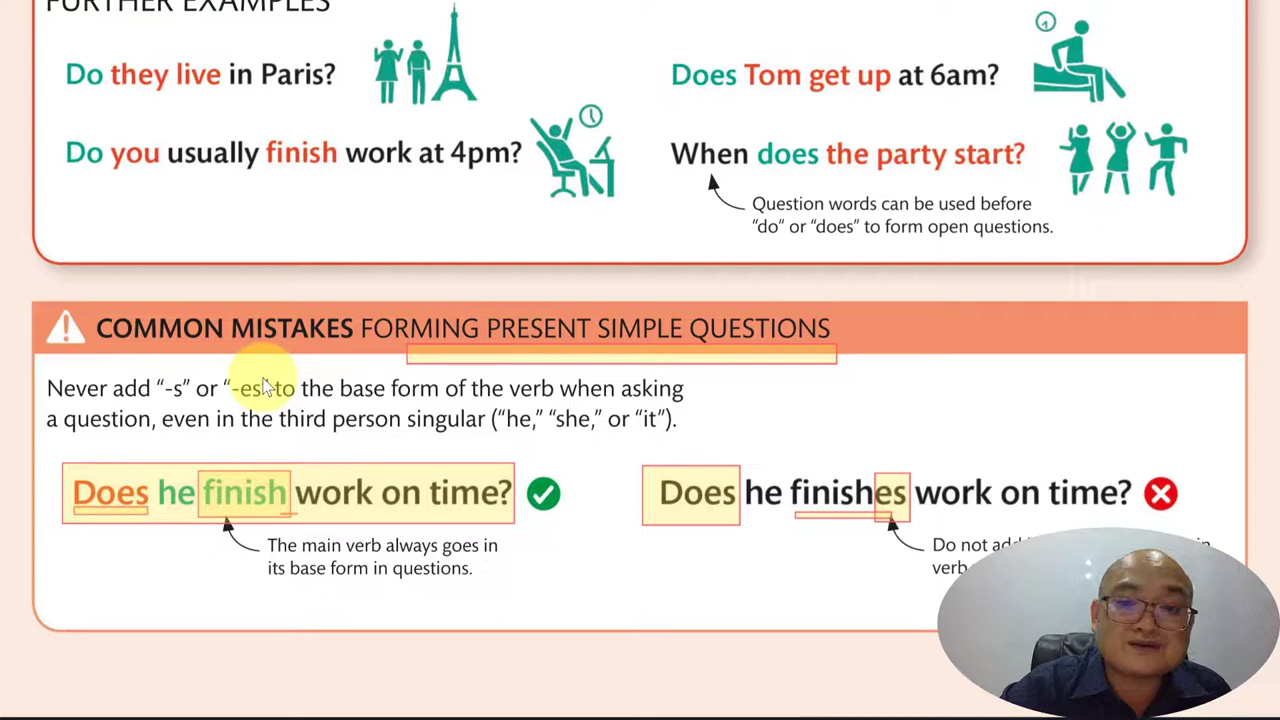 FURTHER EXAMPLES
Do they live in Paris?
Does Tom get up at 6am?
Do you usually finish work at 4pm?
When does the party start?
Question words can be used before
"do" or "does" to form open questions.
COMMON MISTAKES FORMING PRESENT SIMPLE QUESTIONS
Never add "-s" or "-es" to the base form of the verb when asking
a question, even in the third person singular ("he," "she," or "it").
Does he finish work on time?
The main verb always goes in
its base form in questions.
Does he finishes work on time?
Do not add
verb